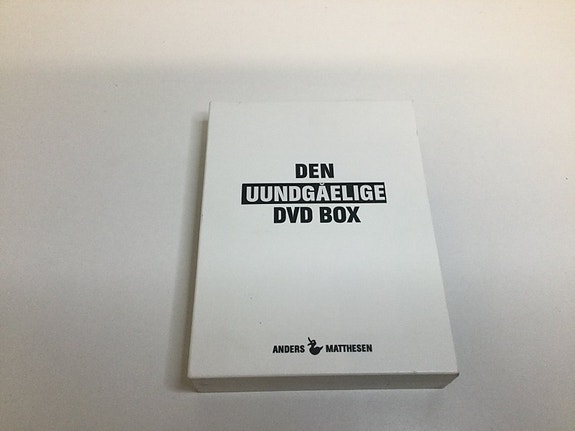 DEN
UUNDGÅELIGE
DVD BOX
ANDERS MATTHESEN